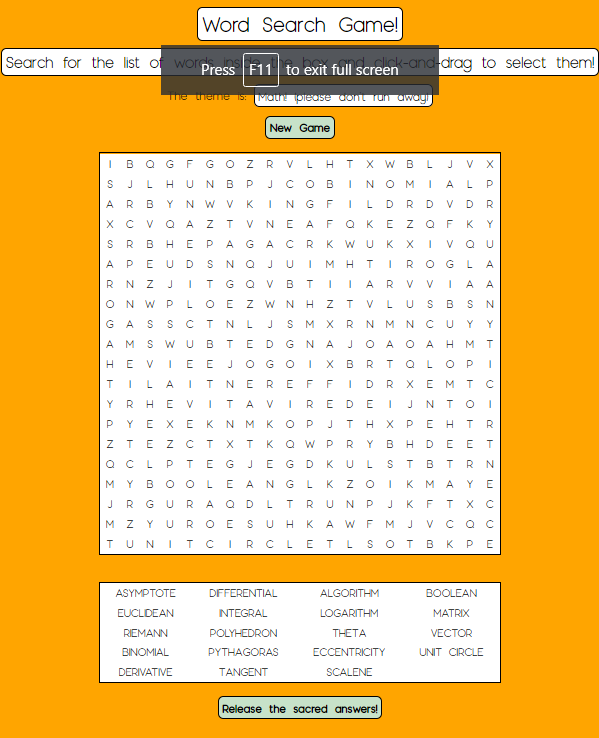 Word Search Game!
Search for the list of words inside the box and click-and-drag to select them!
Press F11 to exit full screen
The theme is: Math! (please don't run away)
New Game
I B Q G F G O Z R V L H T X W B L J V X
S J L H U N B P J C O B I N O M I A L P
A R B Y N W V K I N G F I L D R D V D R
X C V Q A Z T V N E A F Q K E Z Q F K Y
S R B H E P A G A C R K W U K X I V Q U
A P E U D S N Q J U I M H T I R O G L A
R N Z J I T G Q V B T I I A R V V I A A
O N W P L O E Z W N H Z T V L U S B S N
G A S S C T N L J S M X R N M N C U Y Y
A M S W U B T E D G N A J O A O A H M T
H E V I E E J O G O I X B R T Q L O P I
T I L A I T N E R E F F I D R X E M T C
Y R H E V I T A V I R E D E I J N T O I
P Y E X E K N M K O P J T H X P E H T R
Z T E Z C T X T K Q W P R Y B H D E E T
Q C L P T E G J E G D K U L S T B T R N
M Y B O O L E A N G L K Z O I K M A Y E
J R G U R A Q D L T R U N P J K F T X C
M Z Y U R O E S U H K A W F M J V C Q C
T U N I T C I R C L E T L S O T B K P E
ASYMPTOTE DIFFERENTIAL ALGORITHM BOOLEAN
EUCLIDEAN INTEGRAL LOGARITHM MATRIX
RIEMANN POLYHEDRON THETA VECTOR
BINOMIAL PYTHAGORAS ECCENTRICITY UNIT CIRCLE
DERIVATIVE TANGENT SCALENE
Release the sacred answers!